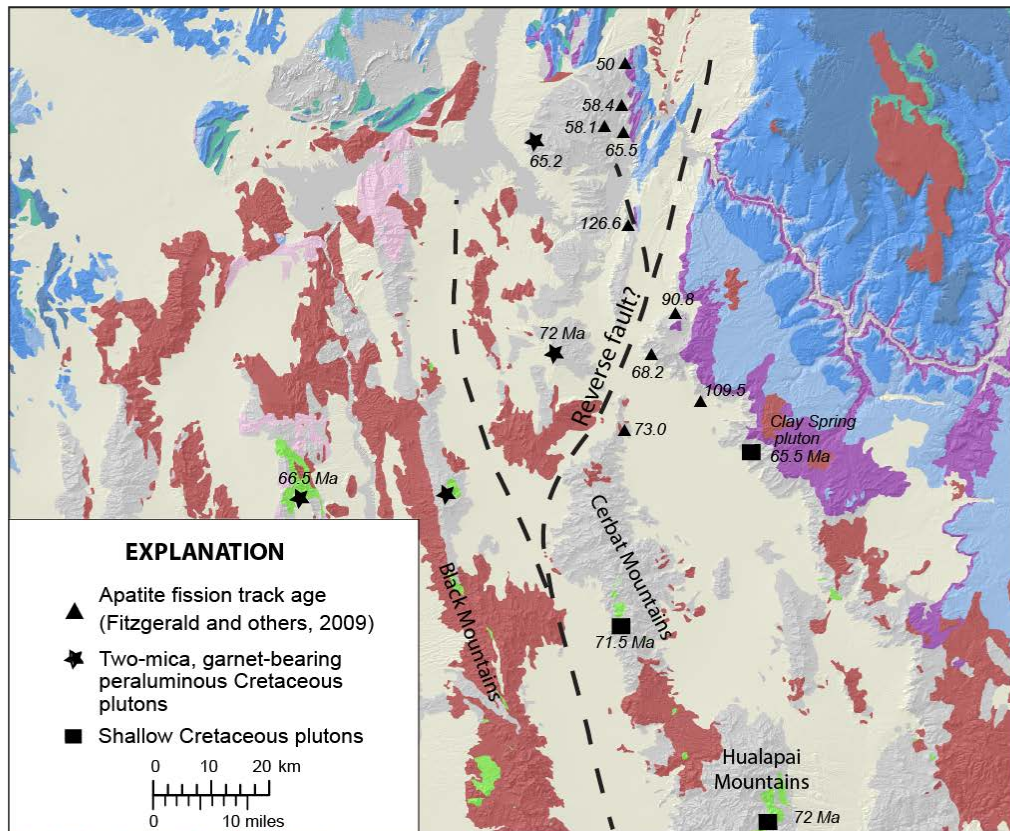 50
58.4
58.1
65.5
65.2
126.6
Reverse fault?
90.8
72 Ma
68.2
109.5
73.0
Clay Spring
pluton
65.5 Ma
66.5 Ma
Cerbat Mountains
Black Mountains
71.5 Ma
Hualapai
Mountains
72 Ma
EXPLANATION
Apatite fission track age
(Fitzgerald and others, 2009)
Two-mica, garnet-bearing
peraluminous Cretaceous
plutons
Shallow Cretaceous plutons
0 10 20 km
0 10 miles